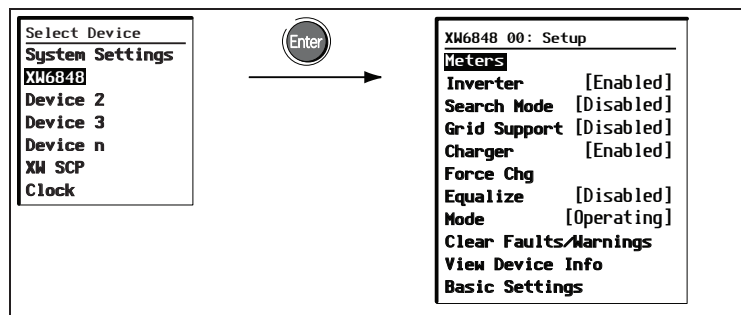 Select Device
System Settings
XW6848
Device 2
Device 3
Device n
XW SCP
Clock
Enter
XW6848 00: Setup
Meters
Inverter [Enabled]
Search Mode [Disabled]
Grid Support [Disabled]
Charger [Enabled]
Force Chg
Equalize [Disabled]
Mode [Operating]
Clear Faults/Warnings
View Device Info
Basic Settings